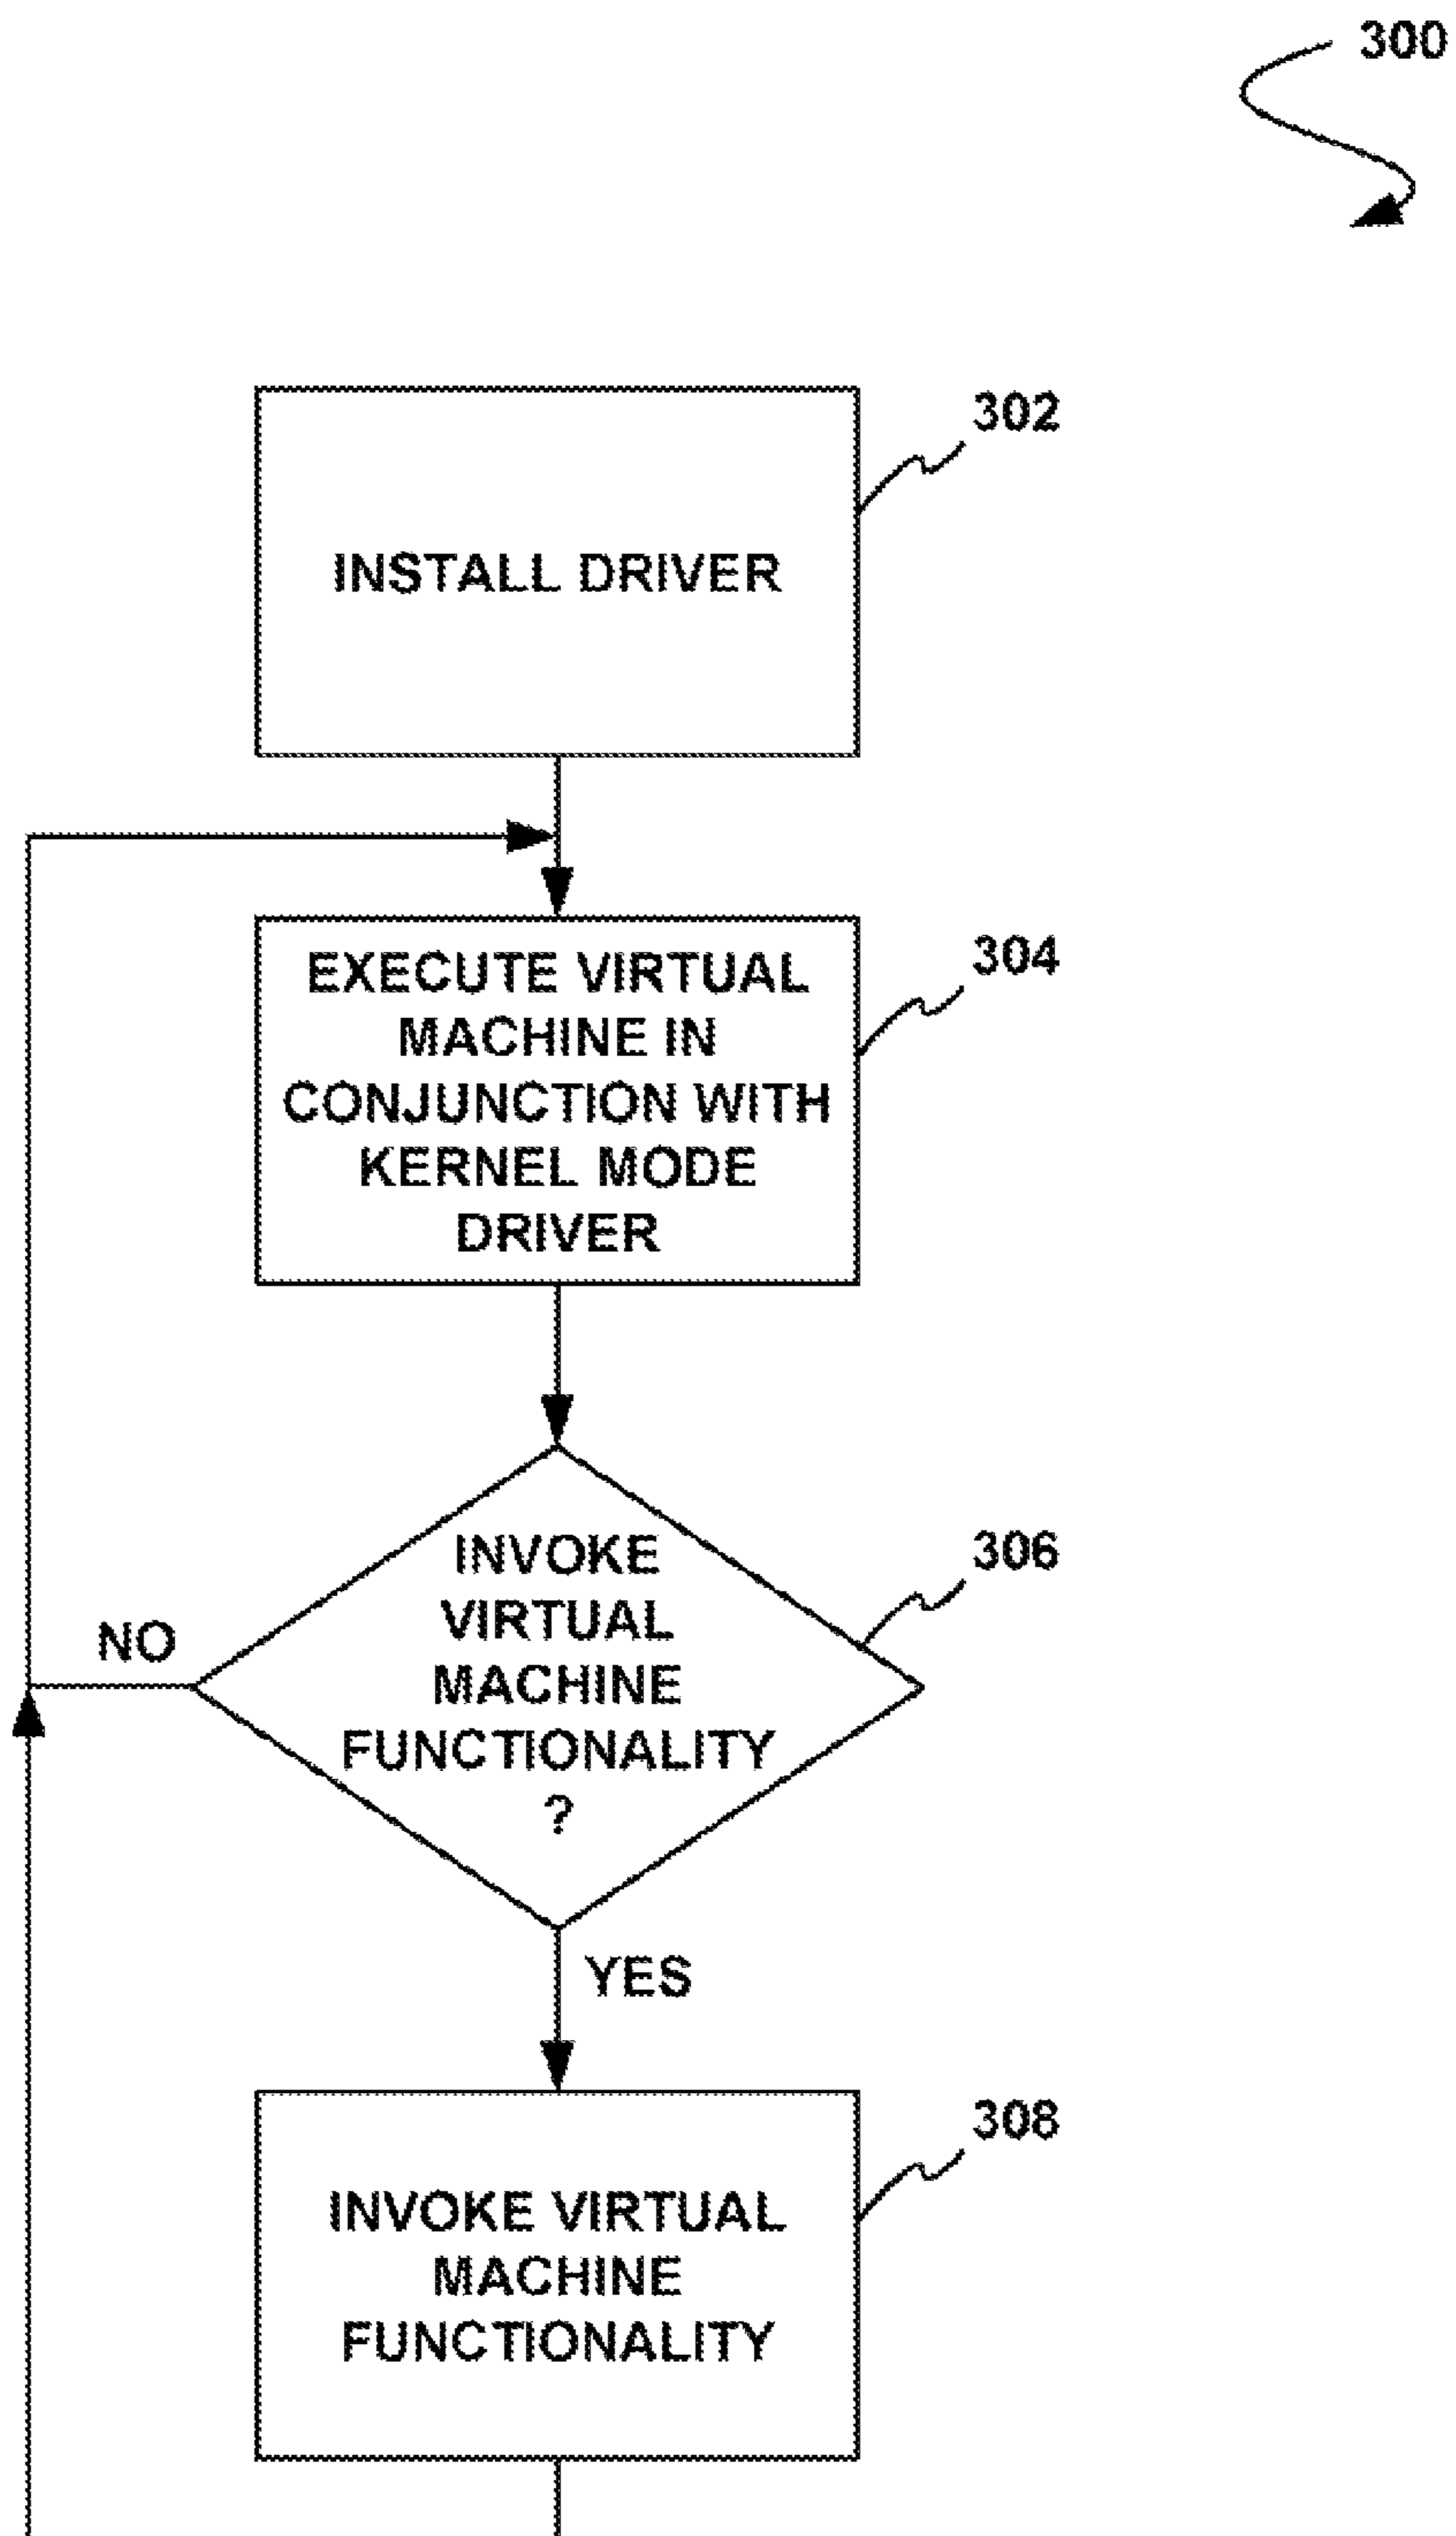 300
302
INSTALL DRIVER
304
EXECUTE VIRTUAL
MACHINE IN
CONJUNCTION WITH
KERNEL MODE
DRIVER
306
INVOKE
VIRTUAL
MACHINE
FUNCTIONALITY
?
NO
YES
308
INVOKE VIRTUAL
MACHINE
FUNCTIONALITY